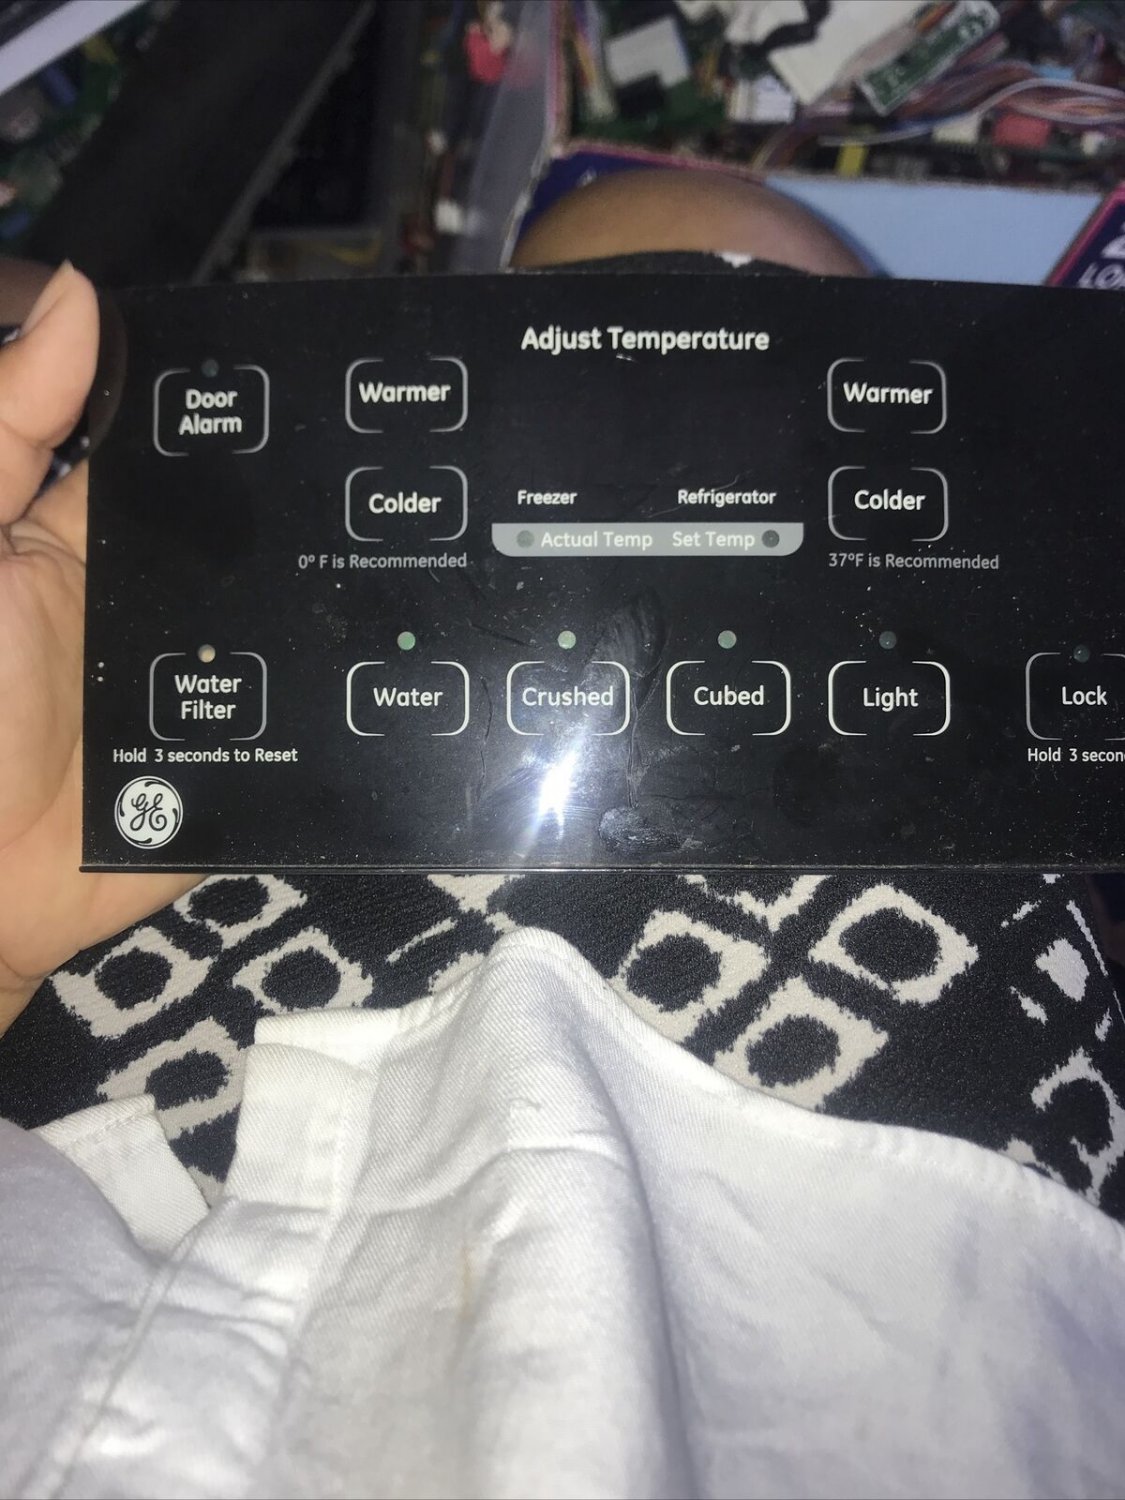 Adjust Temperature
Door
Alarm
Warmer
Warmer
Colder
Freezer
Refrigerator
Colder
Actual Temp
Set Temp
0° F is Recommended
37°F is Recommended
Water
Filter
Water
Crushed
Cubed
Light
Lock
Hold 3 seconds to Reset
Hold 3 secon
GE